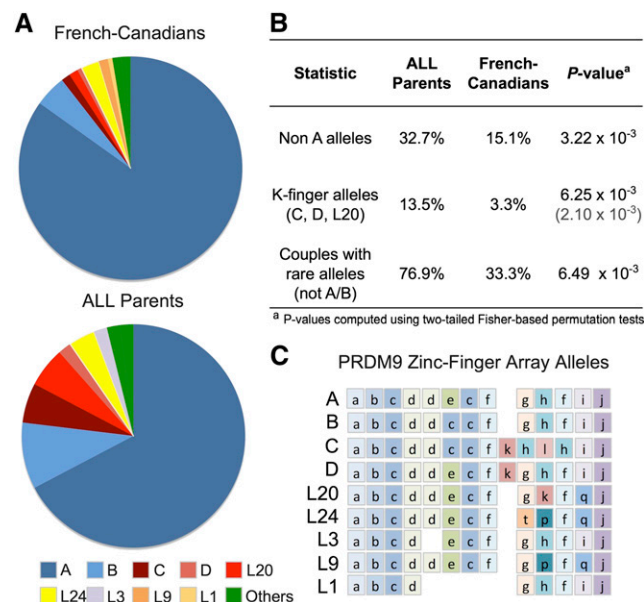 A
French-Canadians
ALL Parents
A B C D L20
L24 L3 L9 L1 Others
B
Statistic ALL Parents French-Canadians P-valueᵃ
Non A alleles 32.7% 15.1% 3.22 x 10⁻³
K-finger alleles (C, D, L20) 13.5% 3.3% 6.25 x 10⁻³ (2.10 x 10⁻³)
Couples with rare alleles (not A/B) 76.9% 33.3% 6.49 x 10⁻³
ᵃ P-values computed using two-tailed Fisher-based permutation tests
C
PRDM9 Zinc-Finger Array Alleles
A a b c d d e c f g h f i j
B a b c d d c c f g h f i j
C a b c d d c c f k h l h i j
D a b c d d e c f k g h f i j
L20 a b c d d e c f g k f q j
L24 a b c d d e c f t p f q j
L3 a b c d e c f g h f i j
L9 a b c d d e c f g p f q j
L1 a b c d g h f i j